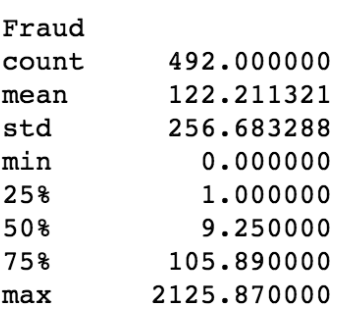 Fraud
count 492.000000
mean 122.211321
std 256.683288
min 0.000000
25% 1.000000
50% 9.250000
75% 105.890000
max 2125.870000